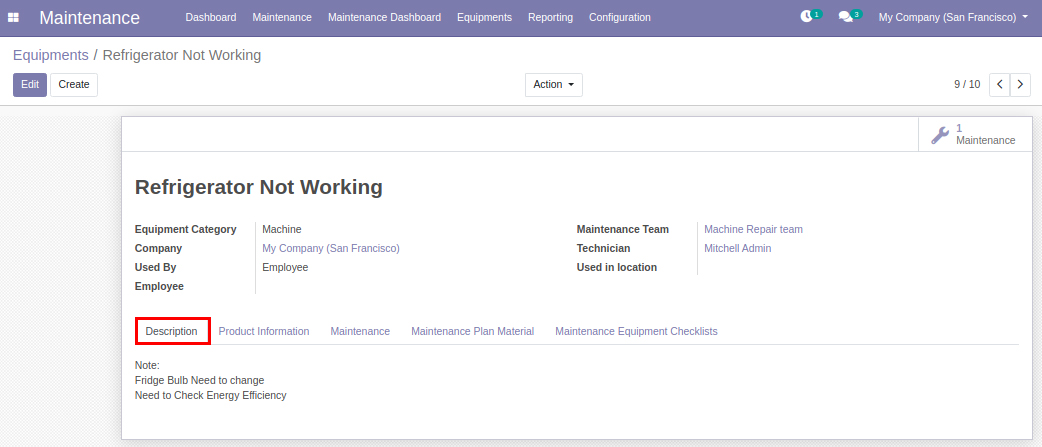 Maintenance Dashboard Maintenance Maintenance Dashboard Equipments Reporting Configuration 1 3 My Company (San Francisco)
Equipments / Refrigerator Not Working
Edit Create Action 9 / 10
1
Maintenance
Refrigerator Not Working
Equipment Category Machine Maintenance Team Machine Repair team
Company My Company (San Francisco) Technician Mitchell Admin
Used By Employee Used in location
Employee
Description Product Information Maintenance Maintenance Plan Material Maintenance Equipment Checklists
Note:
Fridge Bulb Need to change
Need to Check Energy Efficiency